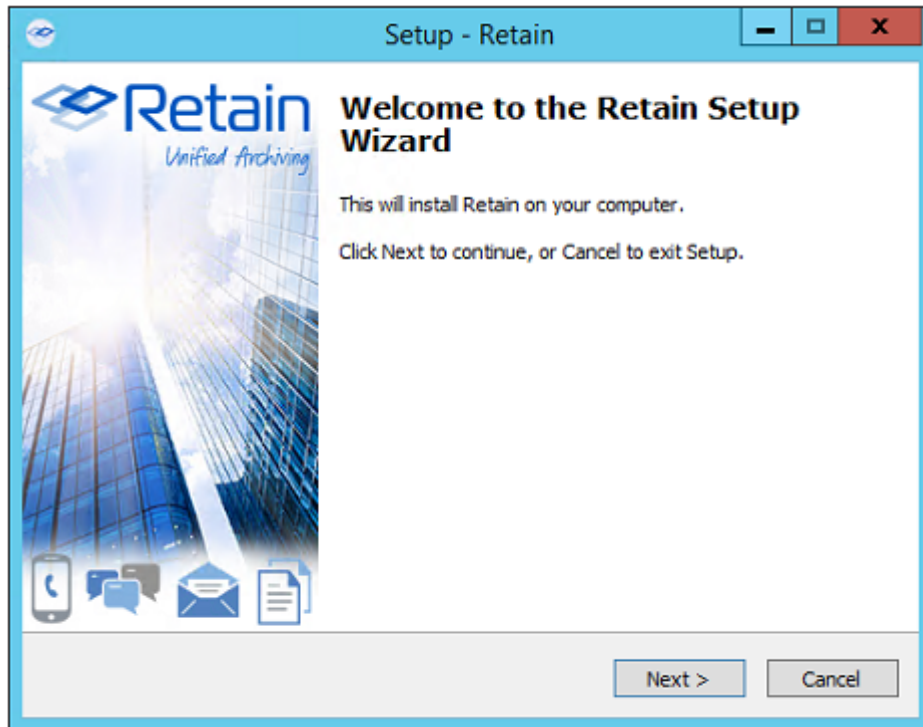 Setup - Retain
Retain
Unified Archiving
Welcome to the Retain Setup
Wizard
This will install Retain on your computer.
Click Next to continue, or Cancel to exit Setup.
Next >
Cancel